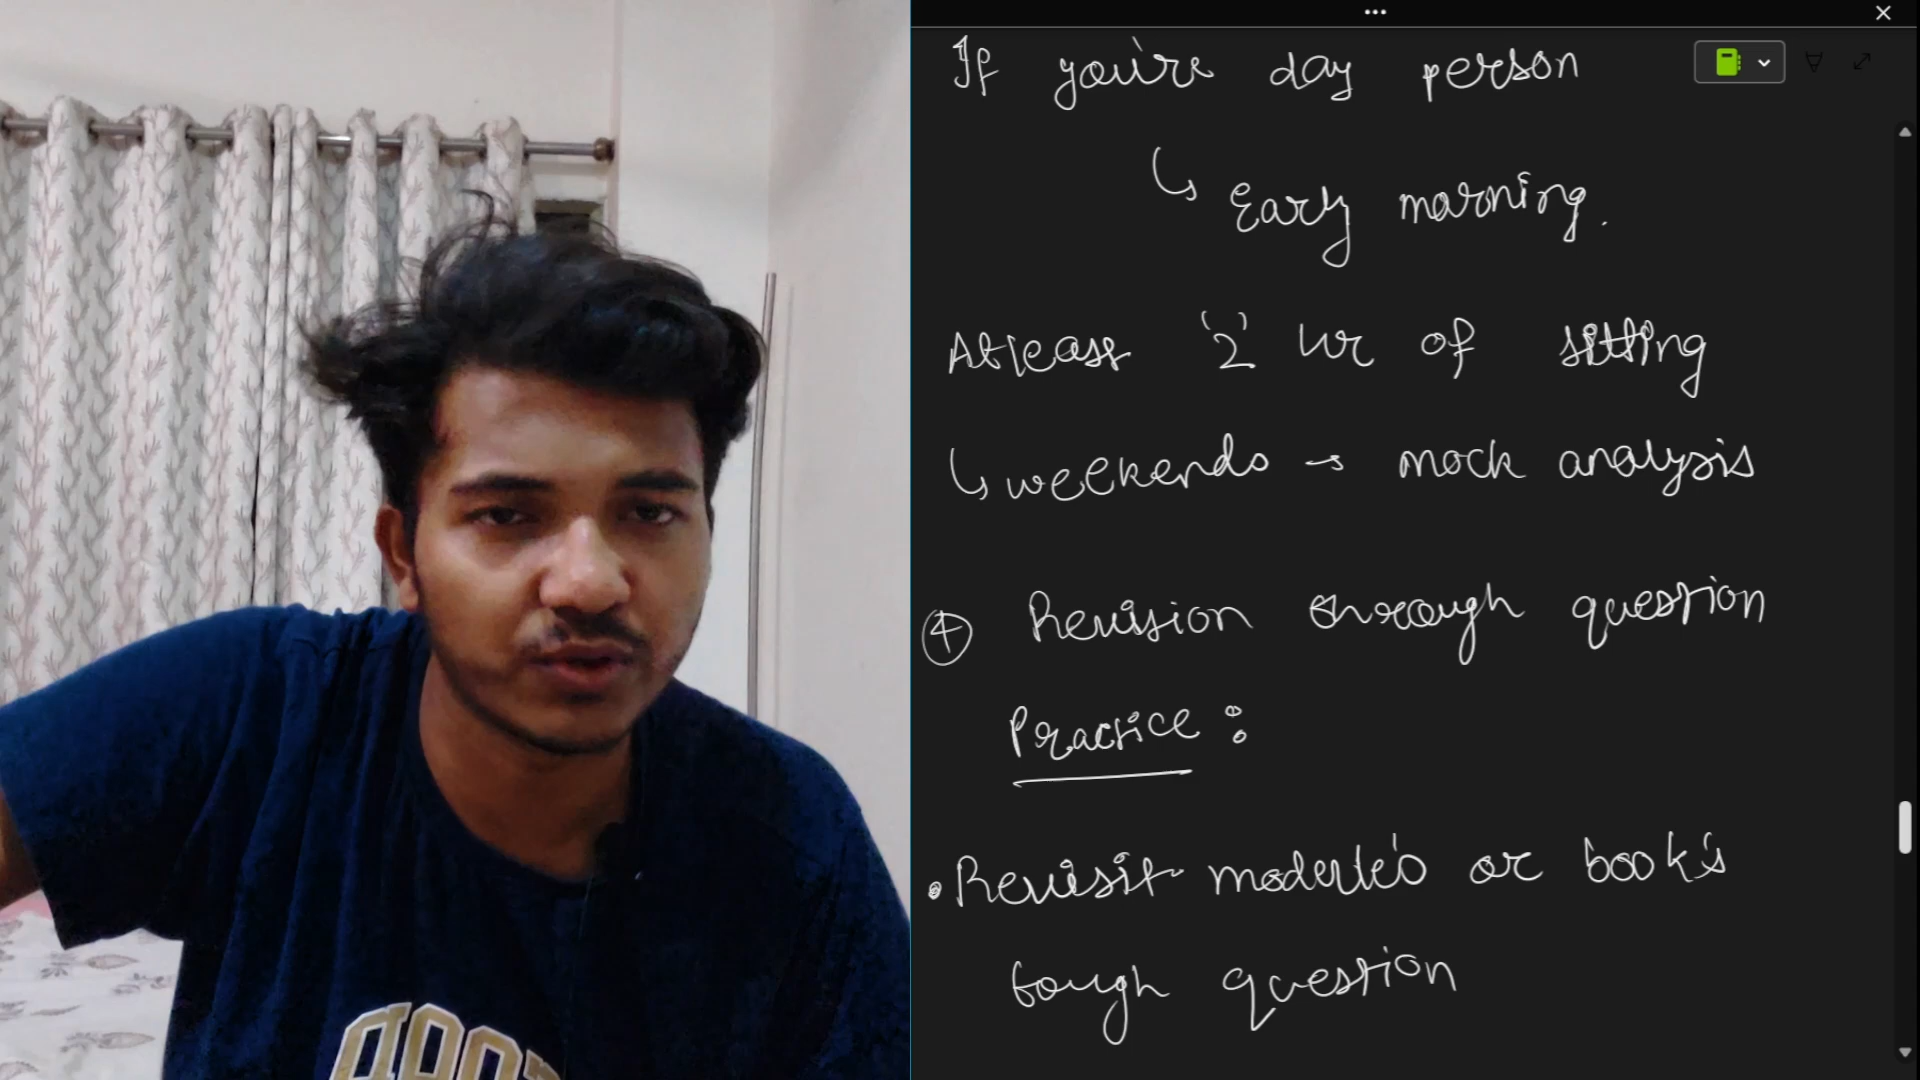 If you're day person
↳ Early morning.
Atleast '2' hr of sitting
↳ weekends → mock analysis
④ Revision through question
Practice :
• Revisit module's or book's
tough question